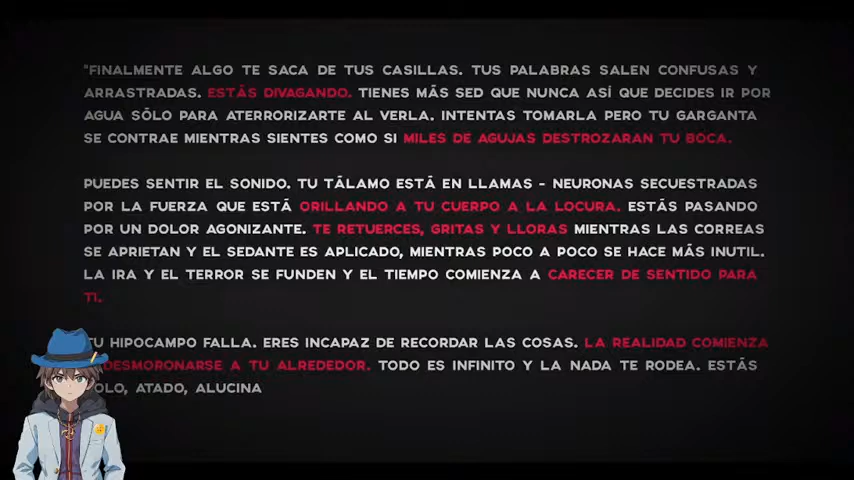 "FINALMENTE ALGO TE SACA DE TUS CASILLAS. TUS PALABRAS SALEN CONFUSAS Y
ARRASTRADAS. ESTÁS DIVAGANDO. TIENES MÁS SED QUE NUNCA ASÍ QUE DECIDES IR POR
AGUA SÓLO PARA ATERRORIZARTE AL VERLA. INTENTAS TOMARLA PERO TU GARGANTA
SE CONTRAE MIENTRAS SIENTES COMO SI MILES DE AGUJAS DESTROZARAN TU BOCA.
PUEDES SENTIR EL SONIDO. TU TÁLAMO ESTÁ EN LLAMAS - NEURONAS SECUESTRADAS
POR LA FUERZA QUE ESTÁ ORILLANDO A TU CUERPO A LA LOCURA. ESTÁS PASANDO
POR UN DOLOR AGONIZANTE. TE RETUERCES, GRITAS Y LLORAS MIENTRAS LAS CORREAS
SE APRIETAN Y EL SEDANTE ES APLICADO, MIENTRAS POCO A POCO SE HACE MÁS INUTIL.
LA IRA Y EL TERROR SE FUNDEN Y EL TIEMPO COMIENZA A CARECER DE SENTIDO PARA
TI.
TU HIPOCAMPO FALLA. ERES INCAPAZ DE RECORDAR LAS COSAS. LA REALIDAD COMIENZA
DESMORONARSE A TU ALREDEDOR. TODO ES INFINITO Y LA NADA TE RODEA. ESTÁS
OLO, ATADO, ALUCINA